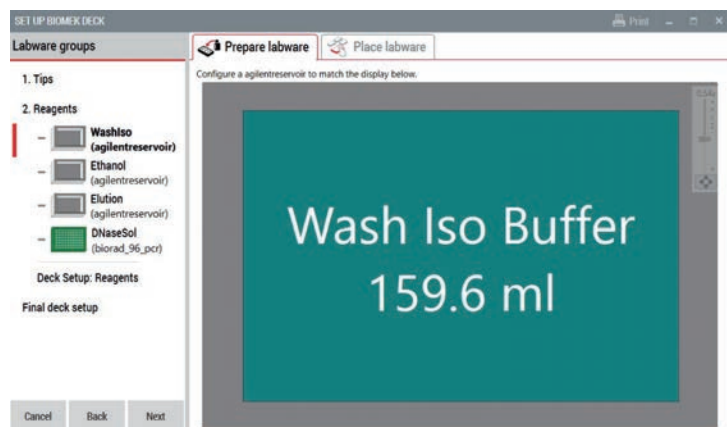 SET UP BIOMEK DECK
Print
Labware groups
Prepare labware
Place labware
Configure a agilentreservoir to match the display below.
1. Tips
2. Reagents
WashIso
(agilentreservoir)
Ethanol
(agilentreservoir)
Elution
(agilentreservoir)
DNaseSol
(biorad_96_pcr)
Deck Setup: Reagents
Final deck setup
Wash Iso Buffer
159.6 ml
Cancel
Back
Next